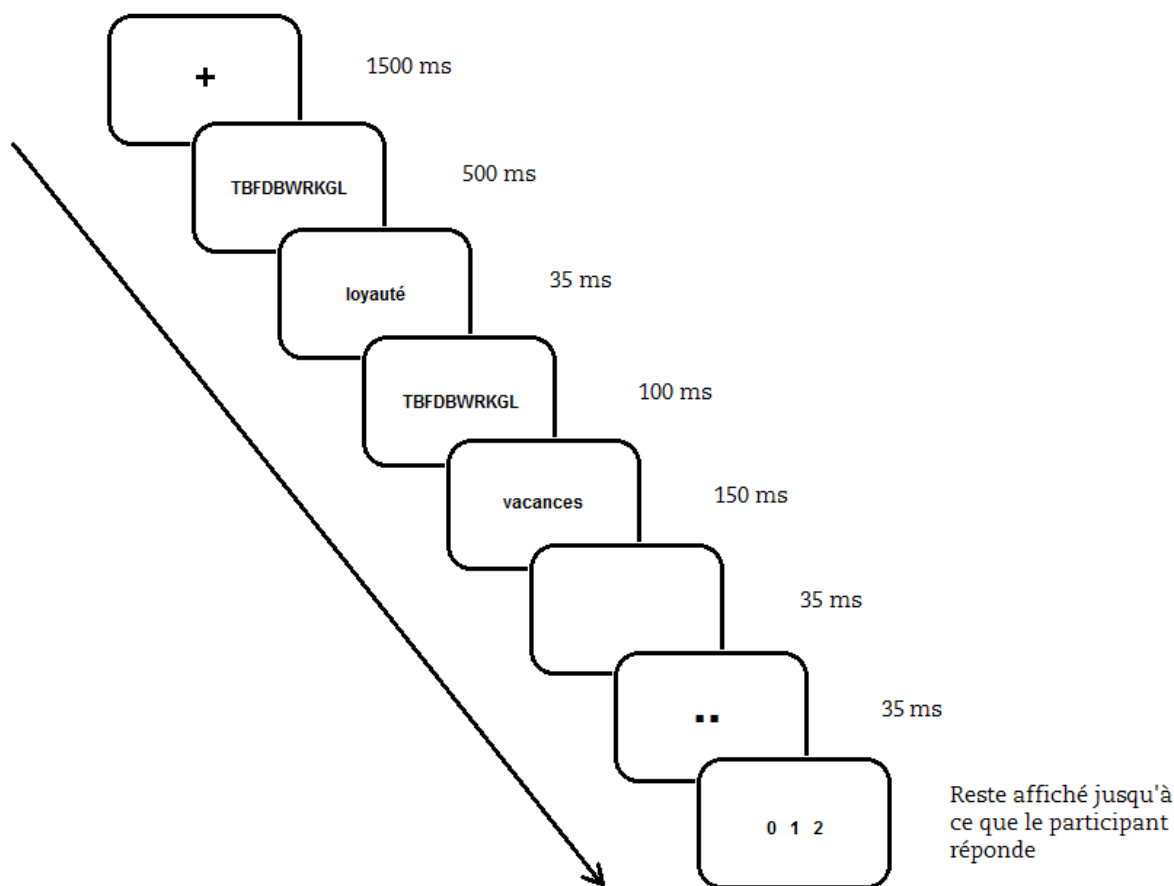 +
1500 ms
TBFDBWRKGL
500 ms
loyauté
35 ms
TBFDBWRKGL
100 ms
vacances
150 ms
35 ms
..
35 ms
0 1 2
Reste affiché jusqu'à
ce que le participant
réponde